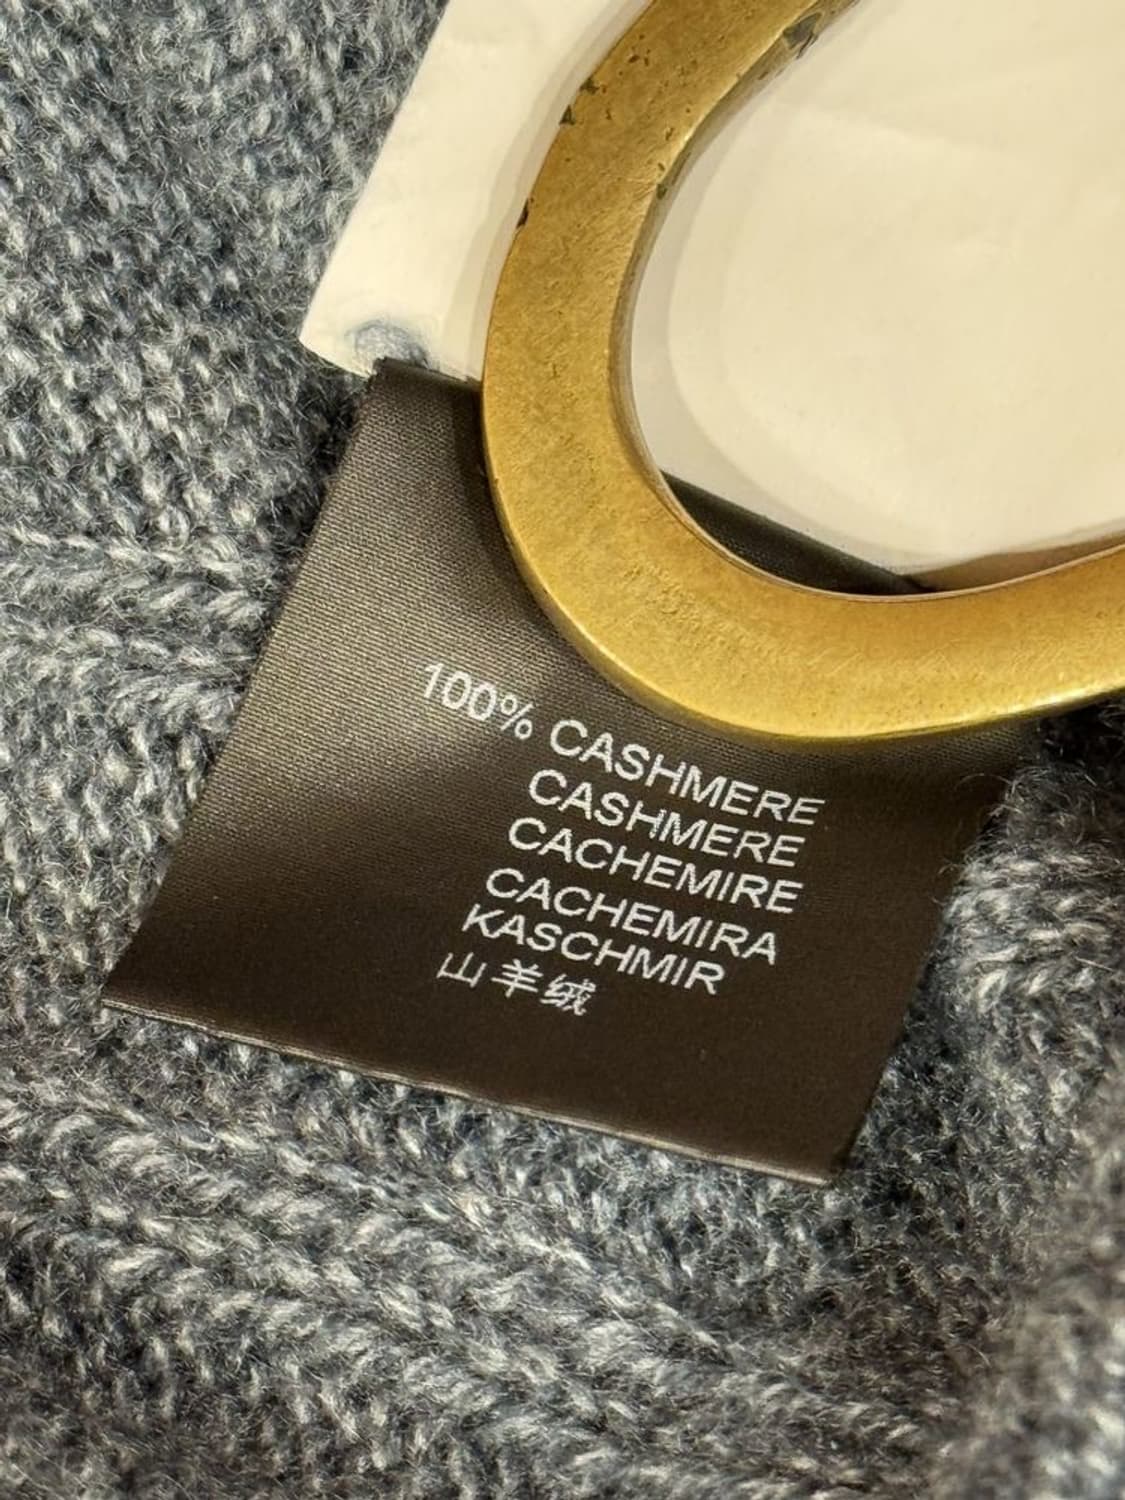 100% CASHMERE
CASHMERE
CACHEMIRE
CACHEMIRA
KASCHMIR
山羊绒